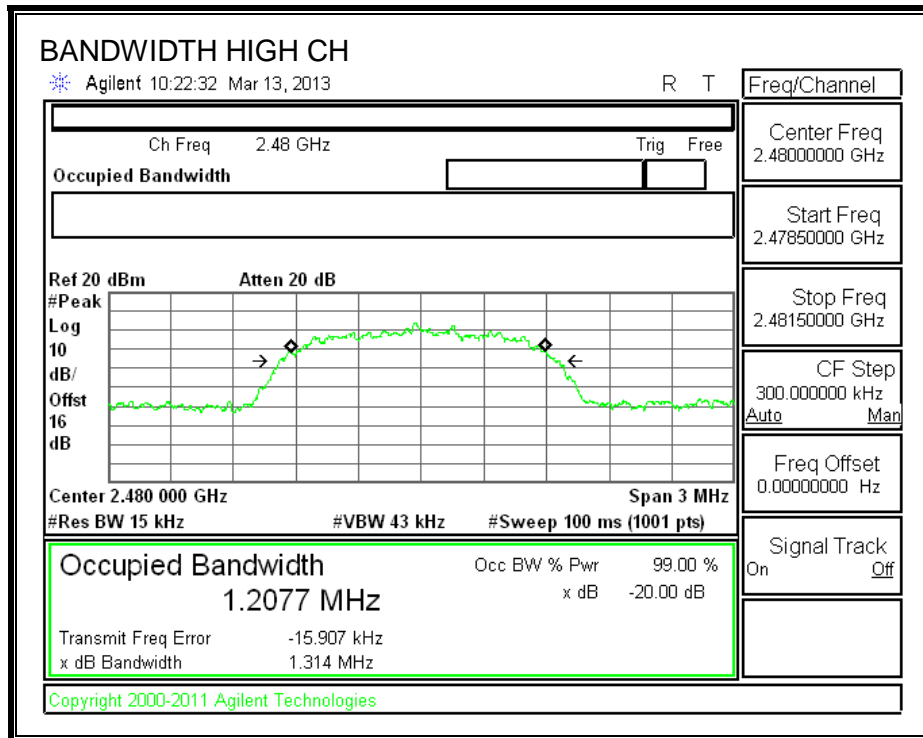 BANDWIDTH HIGH CH
Agilent 10:22:32 Mar 13, 2013 R T
Freq/Channel
Ch Freq 2.48 GHz Trig Free
Occupied Bandwidth
Center Freq
2.48000000 GHz
Start Freq
2.47850000 GHz
Stop Freq
2.48150000 GHz
CF Step
300.000000 kHz
Auto Man
Freq Offset
0.00000000 Hz
Signal Track
On Off
Ref 20 dBm Atten 20 dB
#Peak
Log
10
dB/
Offst
16
dB
Center 2.480 000 GHz Span 3 MHz
#Res BW 15 kHz #VBW 43 kHz #Sweep 100 ms (1001 pts)
Occupied Bandwidth Occ BW % Pwr 99.00 %
1.2077 MHz x dB -20.00 dB
Transmit Freq Error -15.907 kHz
x dB Bandwidth 1.314 MHz
Copyright 2000-2011 Agilent Technologies